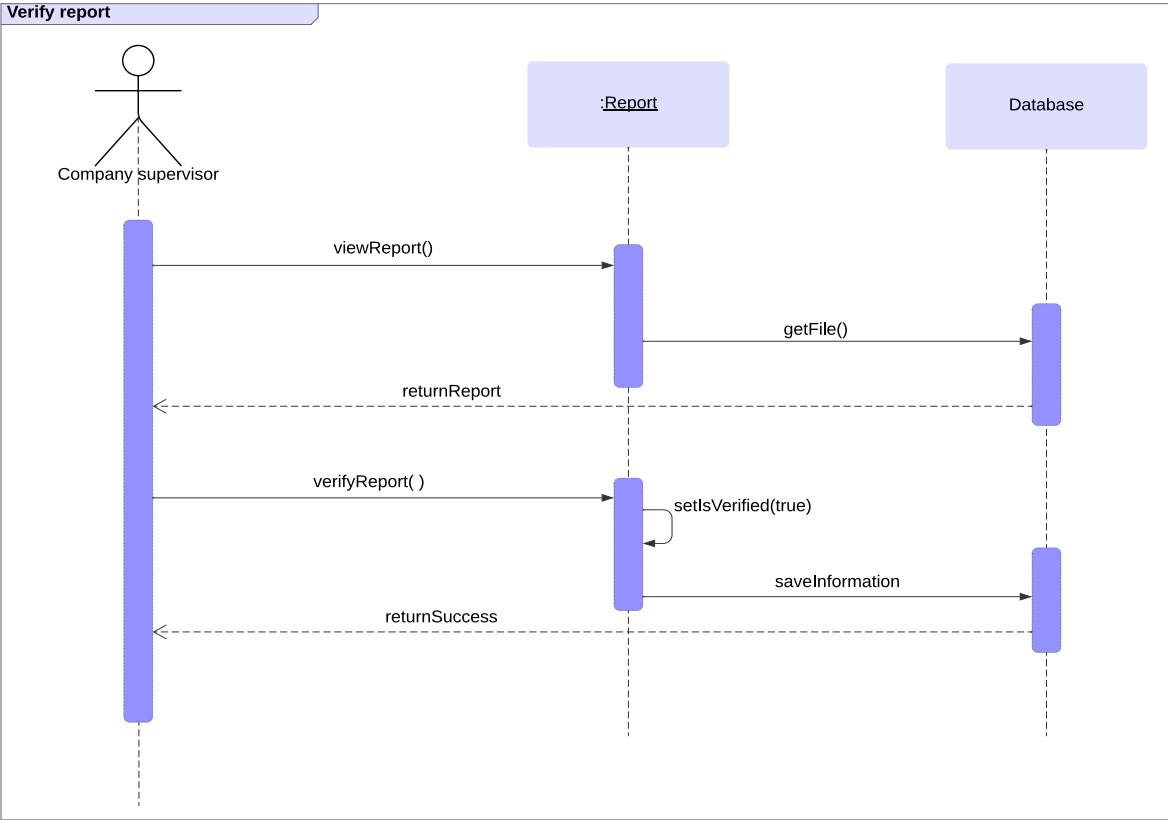 Verify report
:Report
Database
Company supervisor
viewReport()
getFile()
returnReport
verifyReport( )
setIsVerified(true)
saveInformation
returnSuccess